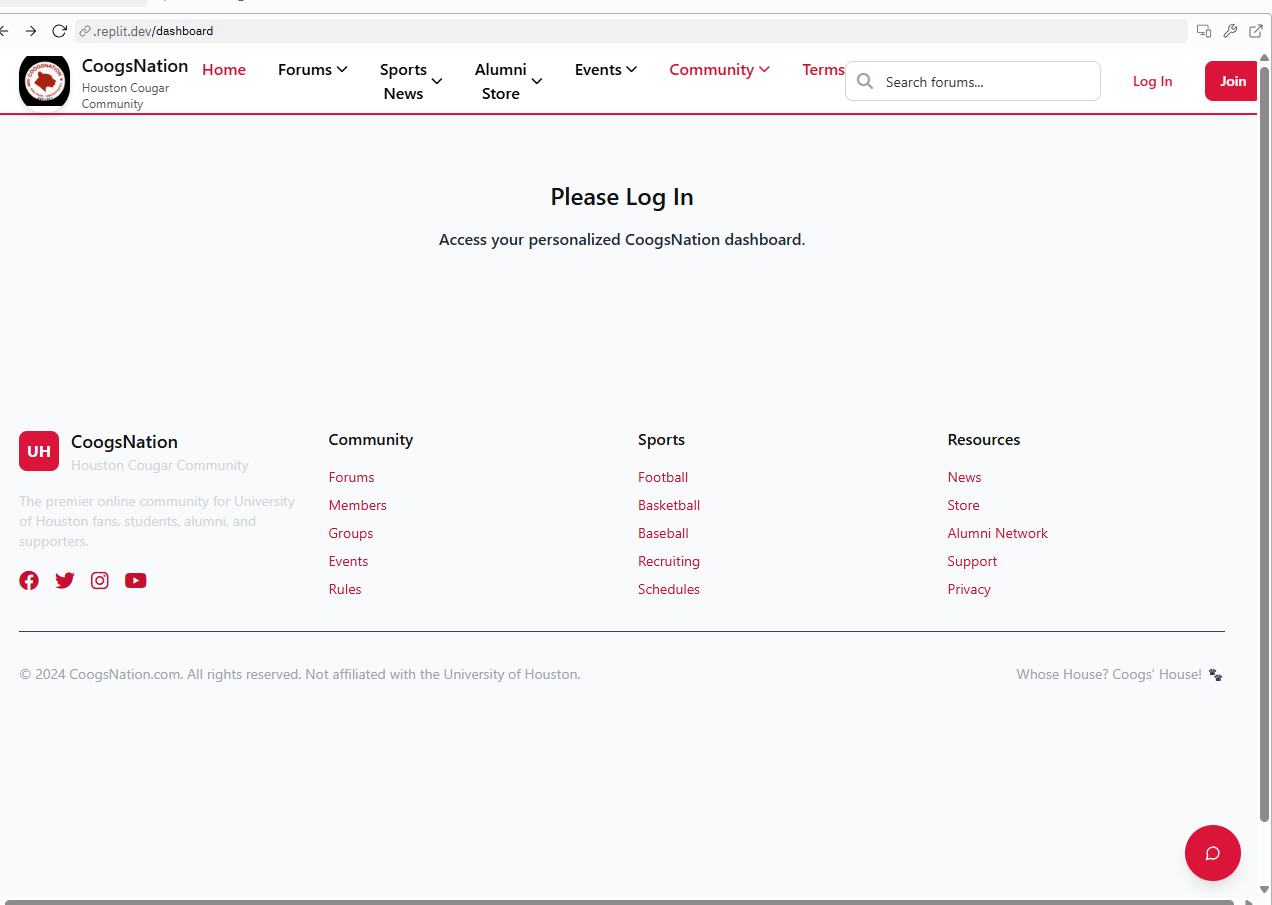 .replit.dev/dashboard
CoogsNation
Houston Cougar
Community
Home
Forums
Sports
News
Alumni
Store
Events
Community
Terms
Search forums...
Log In
Join
Please Log In
Access your personalized CoogsNation dashboard.
UH
CoogsNation
Houston Cougar Community
The premier online community for University
of Houston fans, students, alumni, and
supporters.
Community
Forums
Members
Groups
Events
Rules
Sports
Football
Basketball
Baseball
Recruiting
Schedules
Resources
News
Store
Alumni Network
Support
Privacy
© 2024 CoogsNation.com. All rights reserved. Not affiliated with the University of Houston.
Whose House? Coogs' House! 🐾